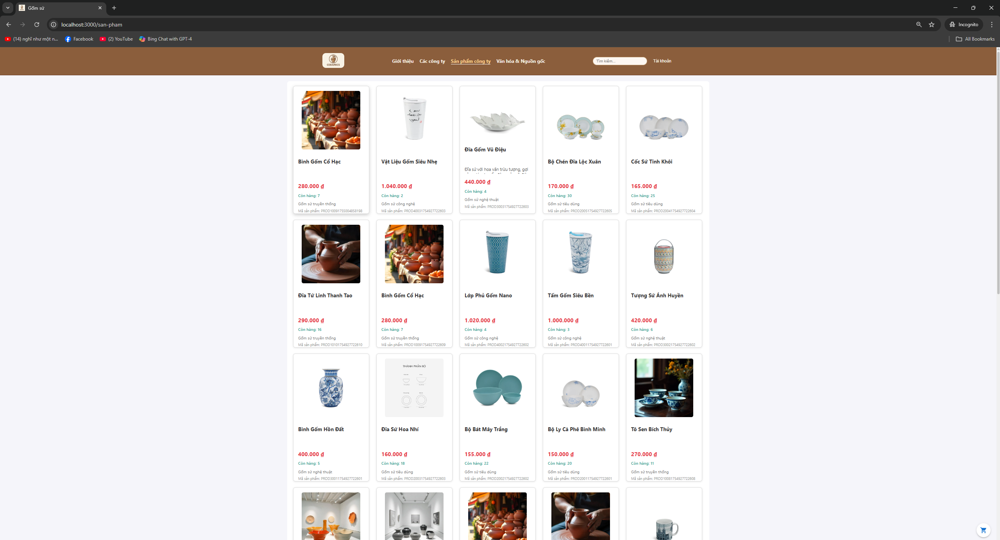 Gốm sứ
localhost:3000/san-pham
Incognito
(14) nghĩ như một n...
Facebook
(2) YouTube
Bing Chat with GPT-4
All Bookmarks
CERAMICS
Giới thiệu
Các công ty
Sản phẩm công ty
Văn hóa & Nguồn gốc
Tìm kiếm...
Tài khoản
Bình Gốm Cổ Hạc
280.000 ₫
Còn hàng: 7
Gốm sứ truyền thống
Mã sản phẩm: PROD10091755004858198
I am
here in
you
Vật Liệu Gốm Siêu Nhẹ
1.040.000 ₫
Còn hàng: 2
Gốm sứ công nghệ
Mã sản phẩm: PROD40031754927722603
Đĩa Gốm Vũ Điệu
Đĩa sứ với hoa văn trừu tượng, gợi
440.000 ₫
Còn hàng: 4
Gốm sứ nghệ thuật
Mã sản phẩm: PROD30031754927722603
Bộ Chén Đĩa Lộc Xuân
170.000 ₫
Còn hàng: 30
Gốm sứ tiêu dùng
Mã sản phẩm: PROD20051754927722605
Cốc Sứ Tinh Khôi
165.000 ₫
Còn hàng: 25
Gốm sứ tiêu dùng
Mã sản phẩm: PROD20041754927722604
Đĩa Tứ Linh Thanh Tao
290.000 ₫
Còn hàng: 16
Gốm sứ truyền thống
Mã sản phẩm: PROD10101754927722610
Bình Gốm Cổ Hạc
280.000 ₫
Còn hàng: 7
Gốm sứ truyền thống
Mã sản phẩm: PROD10091754927722609
Lớp Phủ Gốm Nano
1.020.000 ₫
Còn hàng: 4
Gốm sứ công nghệ
Mã sản phẩm: PROD40021754927722602
Tấm Gốm Siêu Bền
1.000.000 ₫
Còn hàng: 3
Gốm sứ công nghệ
Mã sản phẩm: PROD40011754927722601
Tượng Sứ Ánh Huyền
420.000 ₫
Còn hàng: 6
Gốm sứ nghệ thuật
Mã sản phẩm: PROD30021754927722602
Bình Gốm Hồn Đất
400.000 ₫
Còn hàng: 5
Gốm sứ nghệ thuật
Mã sản phẩm: PROD30011754927722601
THÀNH PHẦN BỘ
Đĩa Sứ Hoa Nhí
160.000 ₫
Còn hàng: 18
Gốm sứ tiêu dùng
Mã sản phẩm: PROD20031754927722603
Bộ Bát Mây Trắng
155.000 ₫
Còn hàng: 22
Gốm sứ tiêu dùng
Mã sản phẩm: PROD20021754927722602
Bộ Ly Cà Phê Bình Minh
150.000 ₫
Còn hàng: 20
Gốm sứ tiêu dùng
Mã sản phẩm: PROD20011754927722601
Tô Sen Bích Thủy
270.000 ₫
Còn hàng: 11
Gốm sứ truyền thống
Mã sản phẩm: PROD10081754927722608